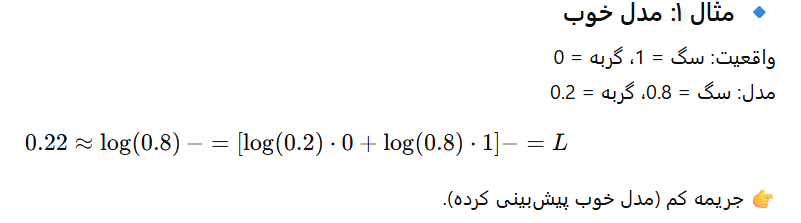 🔹 مثال ۱: مدل خوب
واقعیت: سگ = 1، گربه = 0
مدل: سگ = 0.8، گربه = 0.2
0.22 ≈ log(0.8) − = [log(0.2) · 0 + log(0.8) · 1]− = L
👉 جریمه کم (مدل خوب پیش‌بینی کرده).